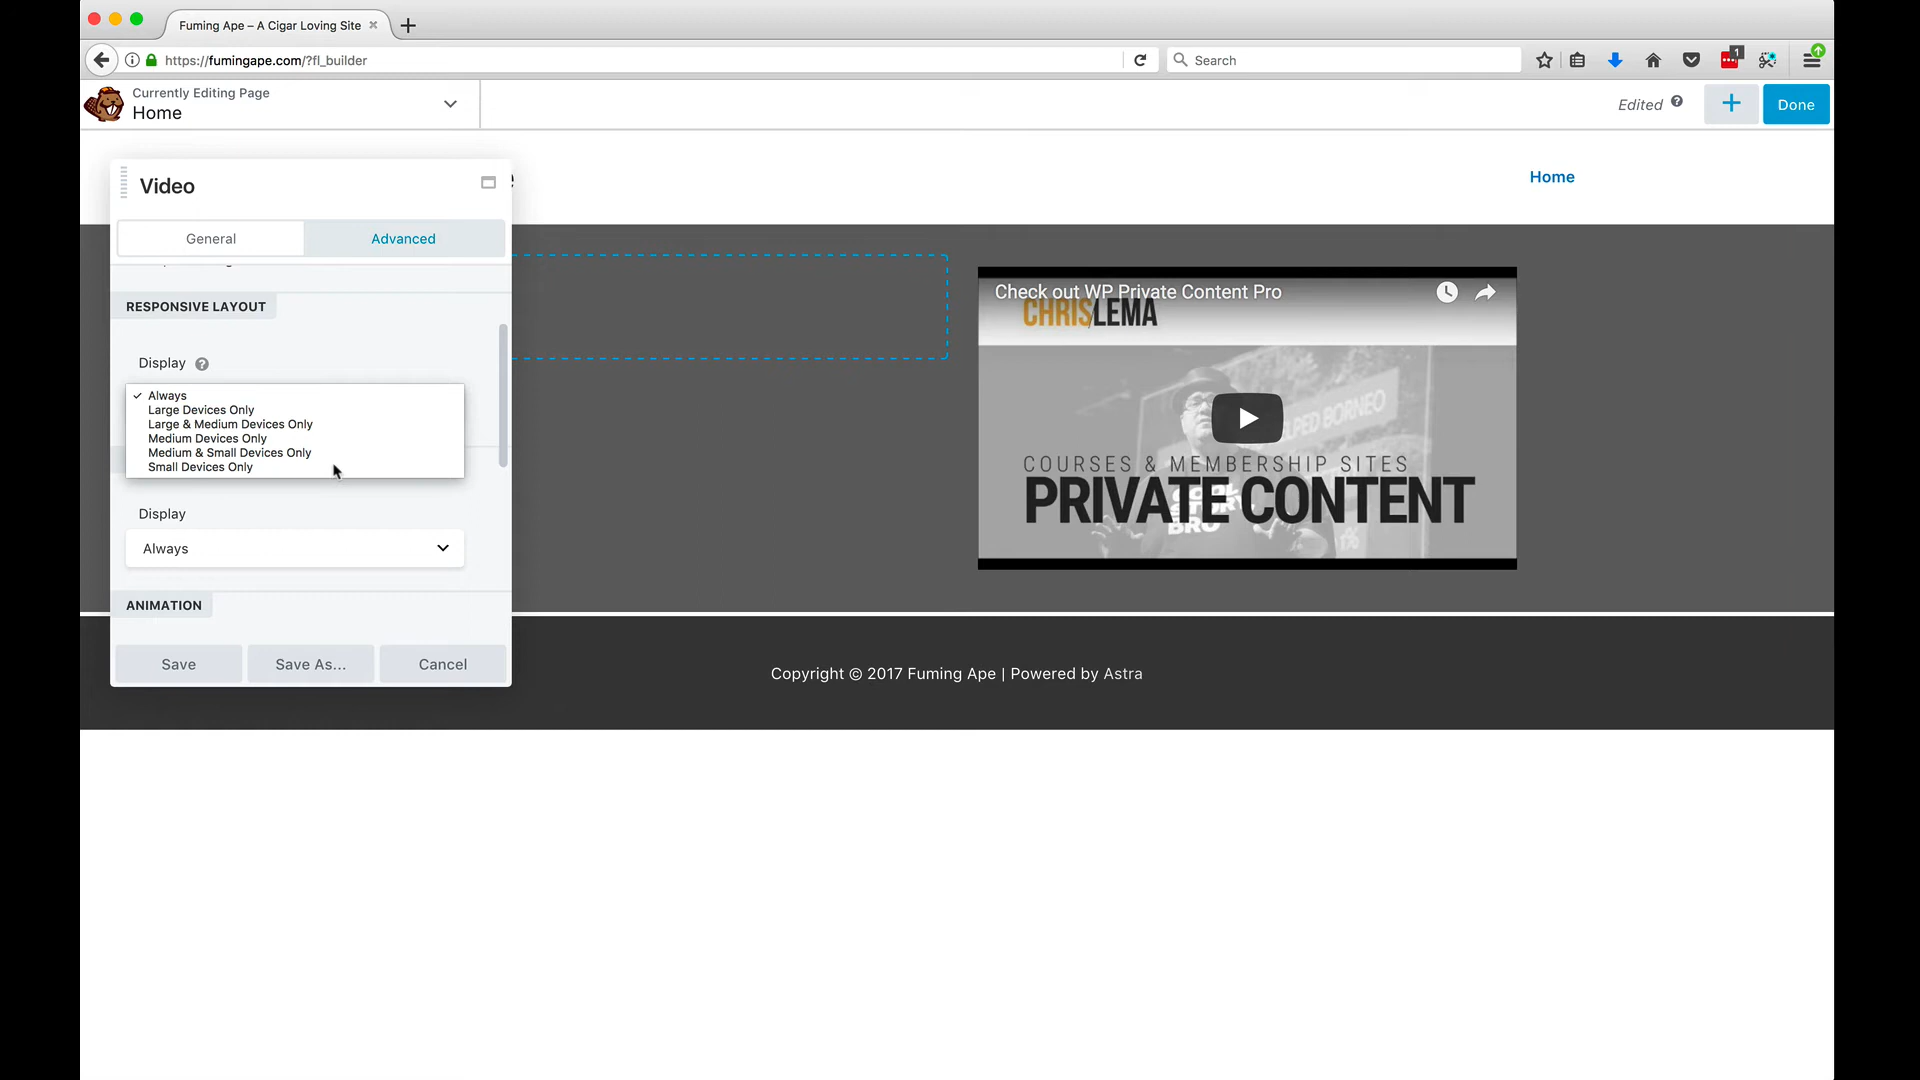 Fuming Ape – A Cigar Loving Site
https://fumingape.com/?fl_builder
Search
1
Currently Editing Page
Home
Edited
Done
Video
Home
General
Advanced
RESPONSIVE LAYOUT
Display
Always
Large Devices Only
Large & Medium Devices Only
Medium Devices Only
Medium & Small Devices Only
Small Devices Only
Display
Always
ANIMATION
Save
Save As...
Cancel
Check out WP Private Content Pro
CHRIS/LEMA
COURSES & MEMBERSHIP SITES
PRIVATE CONTENT
Copyright © 2017 Fuming Ape | Powered by Astra